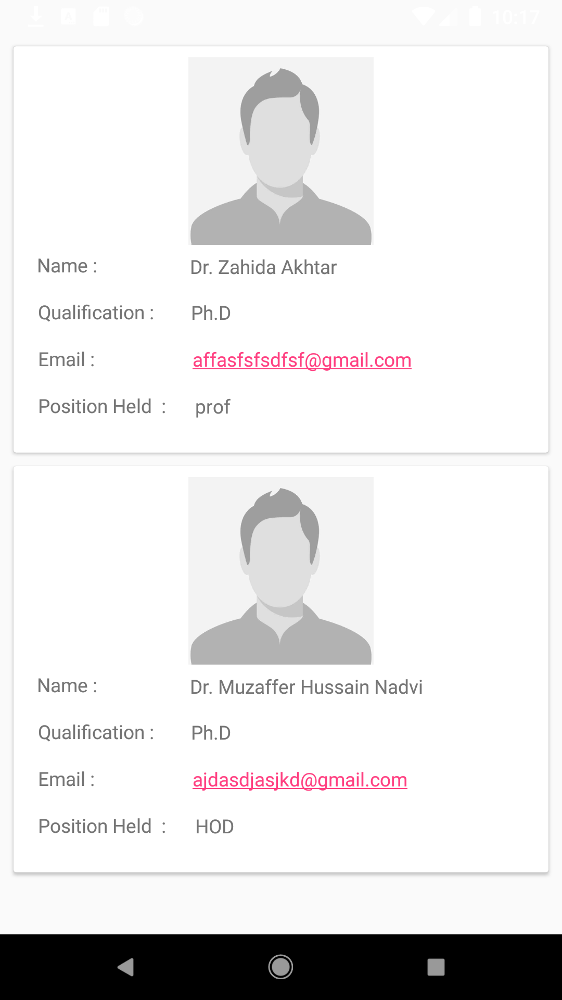 10:17
Name : Dr. Zahida Akhtar
Qualification : Ph.D
Email : affasfsfsdfsf@gmail.com
Position Held : prof
Name : Dr. Muzaffer Hussain Nadvi
Qualification : Ph.D
Email : ajdasdjasjkd@gmail.com
Position Held : HOD